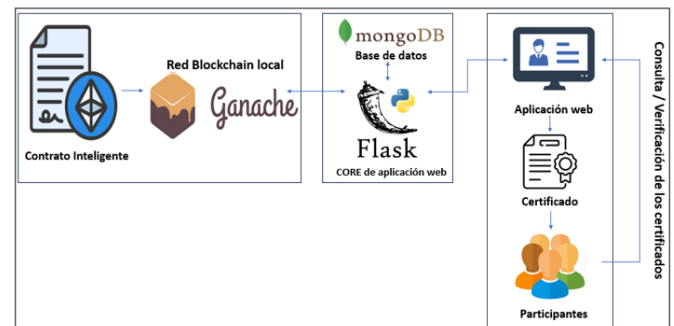 Red Blockchain local
Ganache
Contrato Inteligente
mongoDB
Base de datos
Flask
CORE de aplicación web
Aplicación web
Certificado
Participantes
Consulta / Verificación de los certificados